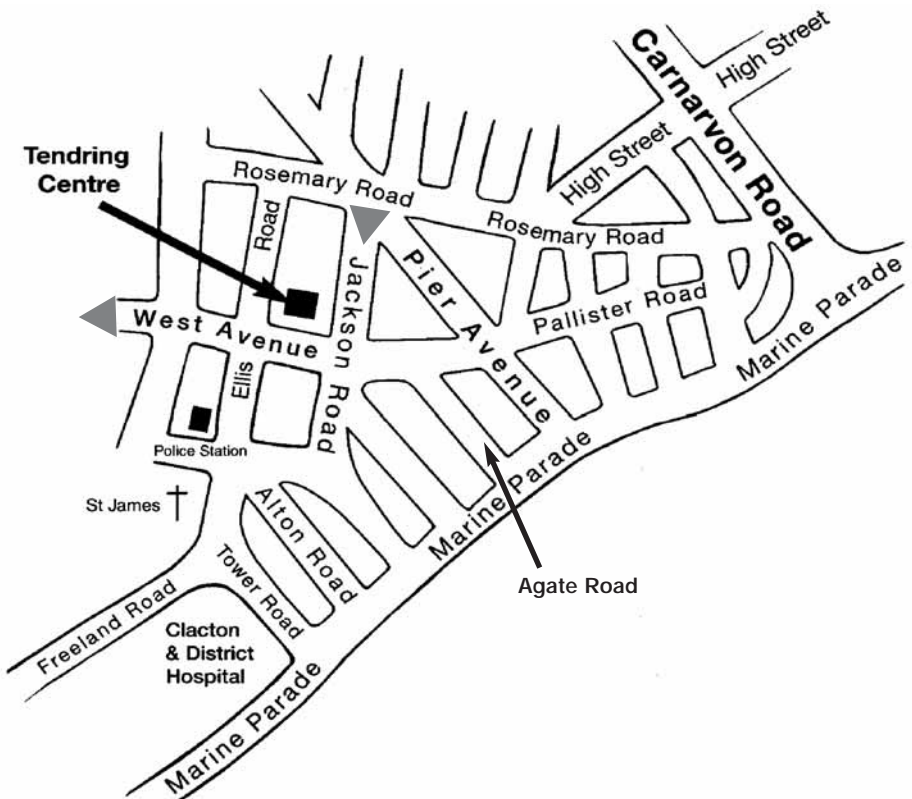 Carnarvon Road
High Street
High Street
Tendring
Centre
Rosemary Road
Rosemary Road
Road
Jackson Road
Pier Avenue
Pallister Road
Marine Parade
West Avenue
Ellis
Police Station
St James
Alton Road
Tower Road
Marine Parade
Agate Road
Freeland Road
Clacton
& District
Hospital
Marine Parade